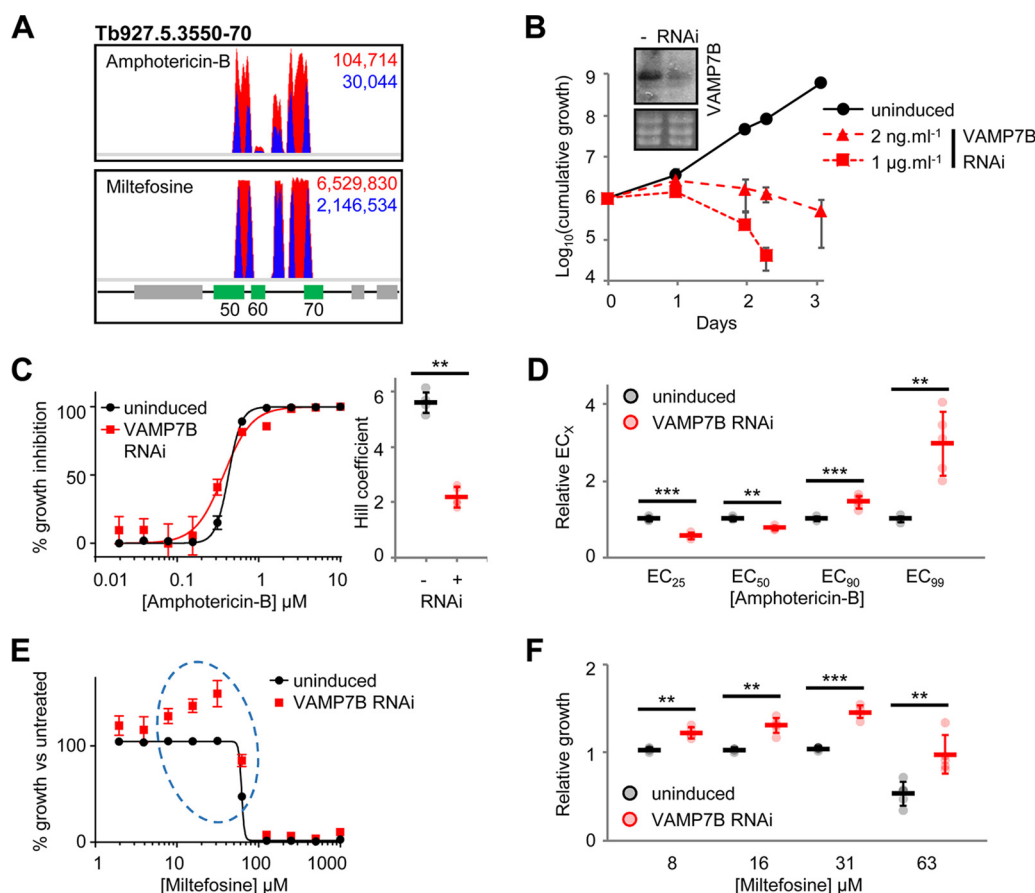 A
Tb927.5.3550-70
Amphotericin-B
104,714
30,044
Miltefosine
6,529,830
2,146,534
50 60 70
B
- RNAi
VAMP7B
Log10(cumulative growth)
9
8
7
6
5
4
0 1 2 3
Days
uninduced
2 ng.ml-1
1 µg.ml-1
VAMP7B
RNAi
C
% growth inhibition
100
50
0
uninduced
VAMP7B
RNAi
0.01 0.1 1 10
[Amphotericin-B] µM
**
Hill coefficient
6
4
2
0
- +
RNAi
D
uninduced
VAMP7B RNAi
Relative ECX
4
2
0
*** ** *** **
EC25 EC50 EC90 EC99
[Amphotericin-B]
E
uninduced
VAMP7B RNAi
% growth vs untreated
100
0
1 10 100 1000
[Miltefosine] µM
F
Relative growth
2
1
0
** ** *** **
uninduced
VAMP7B RNAi
8 16 31 63
[Miltefosine] µM